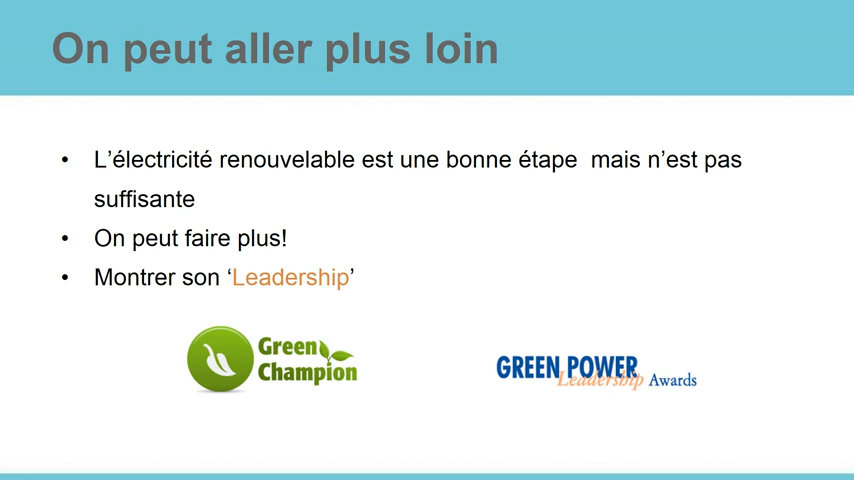 On peut aller plus loin
• L’électricité renouvelable est une bonne étape  mais n’est pas
suffisante
• On peut faire plus!
• Montrer son ‘Leadership’
Green
Champion
GREEN POWER
Leadership Awards